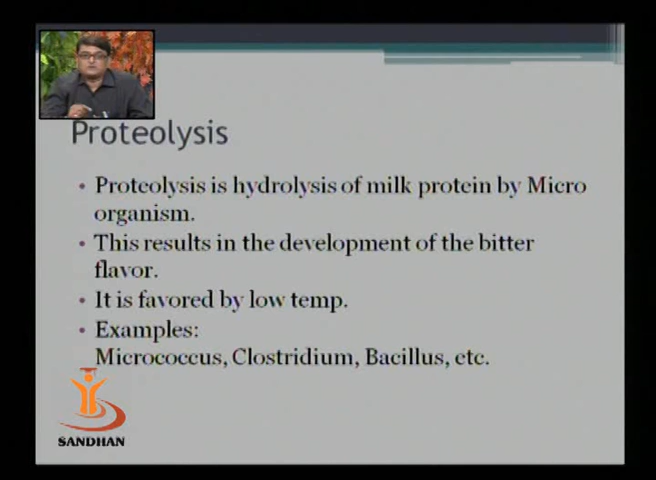 Proteolysis
• Proteolysis is hydrolysis of milk protein by Micro
organism.
• This results in the development of the bitter
flavor.
• It is favored by low temp.
• Examples:
Micrococcus, Clostridium, Bacillus, etc.
SANDHAN